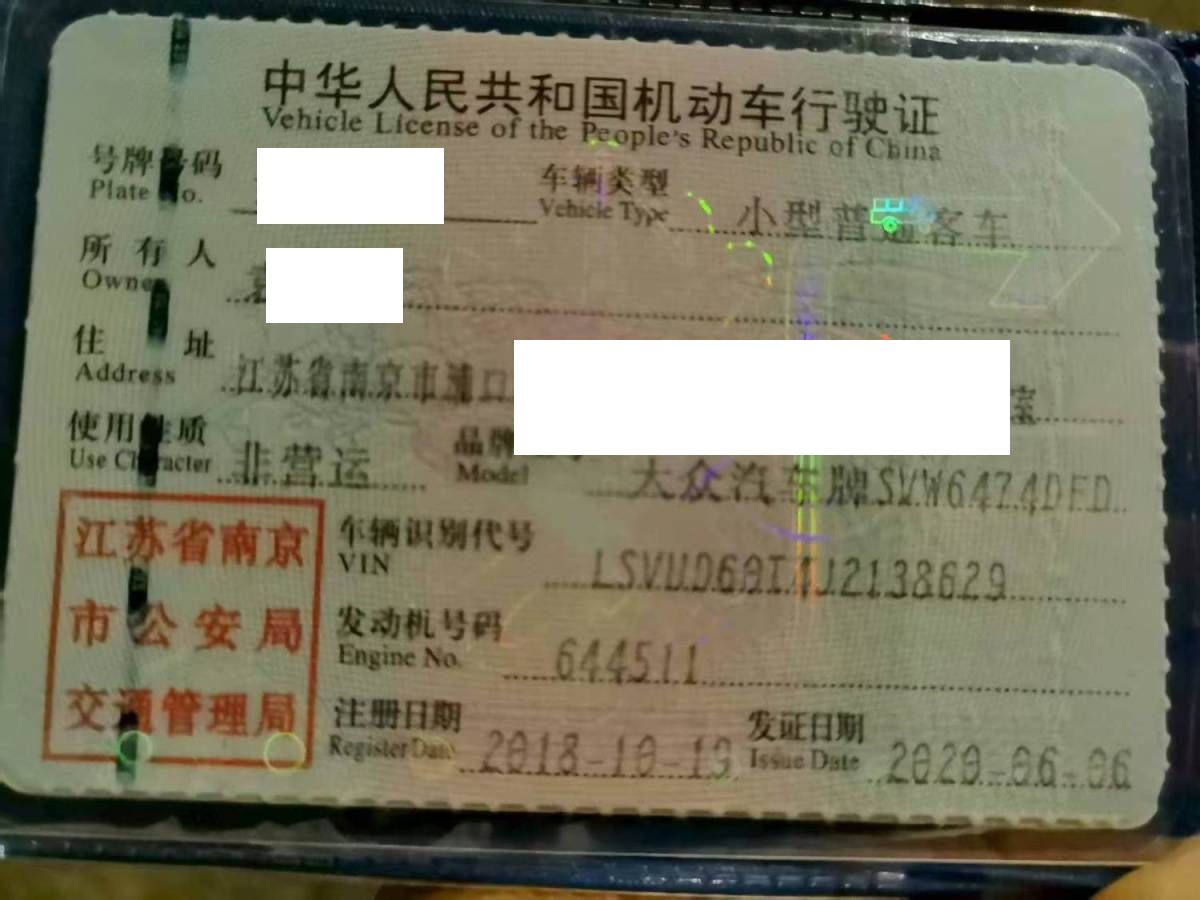 中华人民共和国机动车行驶证
Vehicle License of the People's Republic of China
号牌号码 车辆类型 小型普通客车
Plate No. Vehicle Type
所有人
Owner
住址 江苏省南京市浦口 室
Address
使用性质 非营运 品牌
Use Character Model 大众汽车牌SVW6474DFD
江苏省南京 车辆识别代号
VIN LSVUD60T4J2138629
市公安局 发动机号码
Engine No. 644511
交通管理局 注册日期 2018-10-19 发证日期 2020-06-06
Register Date Issue Date